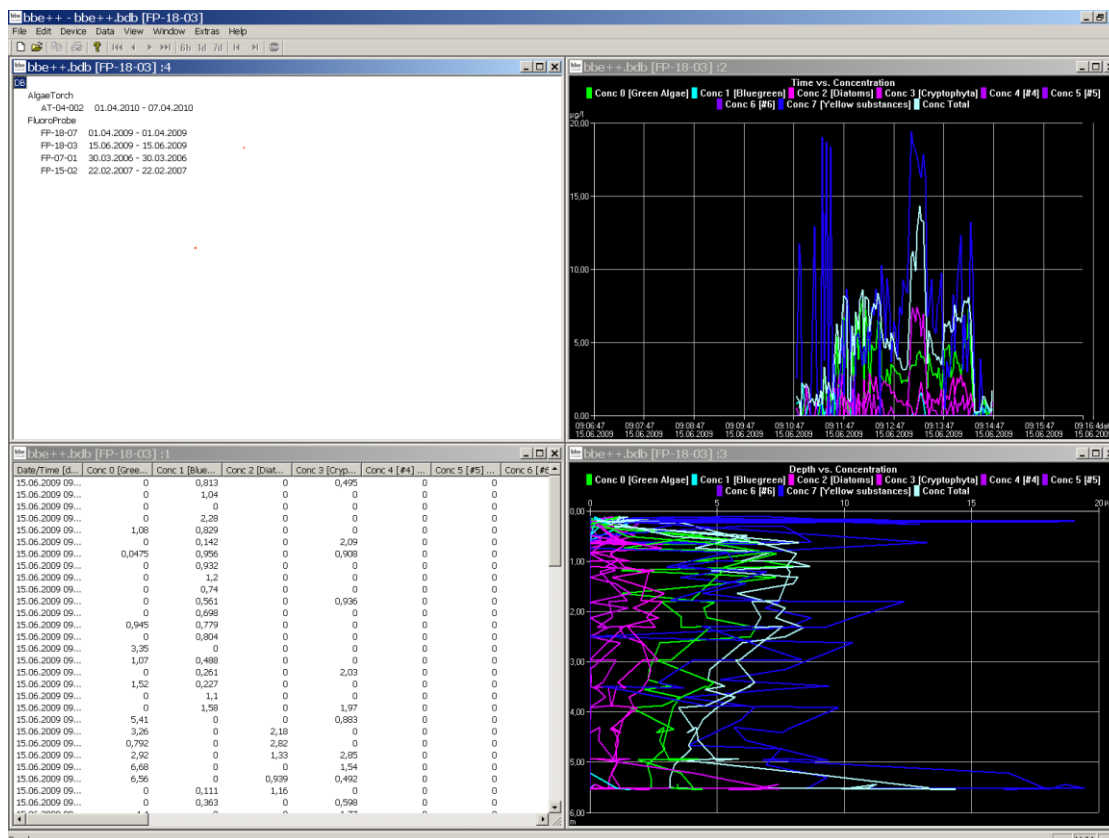 bbe++ - bbe++.bdb [FP-18-03]
File Edit Device Data View Window Extras Help
6h 1d 7d
bbe++.bdb [FP-18-03] :4
DB
AlgaeTorch
AT-04-002 01.04.2010 - 07.04.2010
FluoroProbe
FP-18-07 01.04.2009 - 01.04.2009
FP-18-03 15.06.2009 - 15.06.2009
FP-07-01 30.03.2006 - 30.03.2006
FP-15-02 22.02.2007 - 22.02.2007
bbe++.bdb [FP-18-03] :2
Time vs. Concentration
Conc 0 [Green Algae] Conc 1 [Bluegreen] Conc 2 [Diatoms] Conc 3 [Cryptophyta] Conc 4 [#4] Conc 5 [#5]
Conc 6 [#6] Conc 7 [Yellow substances] Conc Total
µg/l
20,00
15,00
10,00
5,00
0,00
09:06:47 09:07:47 09:08:47 09:09:47 09:10:47 09:11:47 09:12:47 09:13:47 09:14:47 09:15:47 09:16:4
15.06.2009 15.06.2009 15.06.2009 15.06.2009 15.06.2009 15.06.2009 15.06.2009 15.06.2009 15.06.2009 15.06.2009 15.06.2009
bbe++.bdb [FP-18-03] :1
Date/Time [d... Conc 0 [Gree... Conc 1 [Blue... Conc 2 [Diat... Conc 3 [Cryp... Conc 4 [#4] ... Conc 5 [#5] ... Conc 6 [#6
15.06.2009 09... 0 0,813 0 0,495 0 0
15.06.2009 09... 0 1,04 0 0 0 0
15.06.2009 09... 0 0 0 0 0 0
15.06.2009 09... 0 2,28 0 0 0 0
15.06.2009 09... 1,08 0,829 0 0 0 0
15.06.2009 09... 0 0,142 0 2,09 0 0
15.06.2009 09... 0,0475 0,956 0 0,908 0 0
15.06.2009 09... 0 0,932 0 0 0 0
15.06.2009 09... 0 1,2 0 0 0 0
15.06.2009 09... 0 0,74 0 0 0 0
15.06.2009 09... 0 0,561 0 0,936 0 0
15.06.2009 09... 0 0,698 0 0 0 0
15.06.2009 09... 0,945 0,779 0 0 0 0
15.06.2009 09... 0 0,804 0 0 0 0
15.06.2009 09... 3,35 0 0 0 0 0
15.06.2009 09... 1,07 0,488 0 0 0 0
15.06.2009 09... 0 0,261 0 2,03 0 0
15.06.2009 09... 1,52 0,227 0 0 0 0
15.06.2009 09... 0 1,1 0 0 0 0
15.06.2009 09... 0 1,58 0 1,97 0 0
15.06.2009 09... 5,41 0 0 0,883 0 0
15.06.2009 09... 3,26 0 2,18 0 0 0
15.06.2009 09... 0,792 0 2,82 0 0 0
15.06.2009 09... 2,92 0 1,33 2,85 0 0
15.06.2009 09... 6,68 0 0 1,54 0 0
15.06.2009 09... 6,56 0 0,939 0,492 0 0
15.06.2009 09... 0 0,111 1,16 0 0 0
15.06.2009 09... 0 0,363 0 0,598 0 0
bbe++.bdb [FP-18-03] :3
Depth vs. Concentration
Conc 0 [Green Algae] Conc 1 [Bluegreen] Conc 2 [Diatoms] Conc 3 [Cryptophyta] Conc 4 [#4] Conc 5 [#5]
Conc 6 [#6] Conc 7 [Yellow substances] Conc Total
0 5 10 15 20
0,00
1,00
2,00
3,00
4,00
5,00
6,00
m